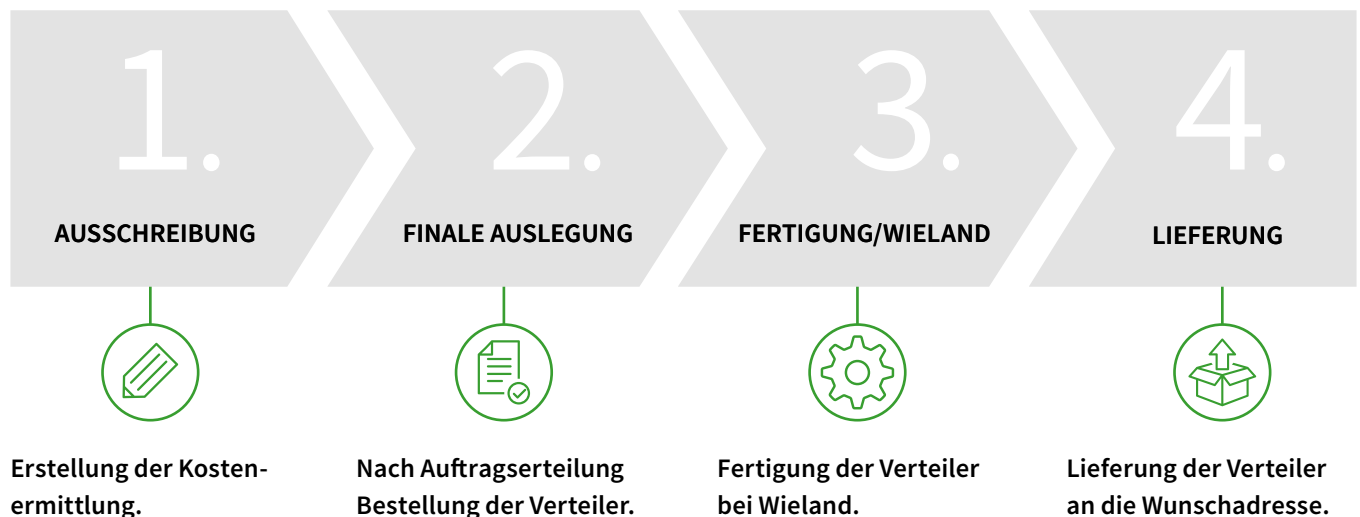 1.
2.
3.
4.
AUSSCHREIBUNG
FINALE AUSLEGUNG
FERTIGUNG/WIELAND
LIEFERUNG
Erstellung der Kosten-
ermittlung.
Nach Auftragserteilung
Bestellung der Verteiler.
Fertigung der Verteiler
bei Wieland.
Lieferung der Verteiler
an die Wunschadresse.